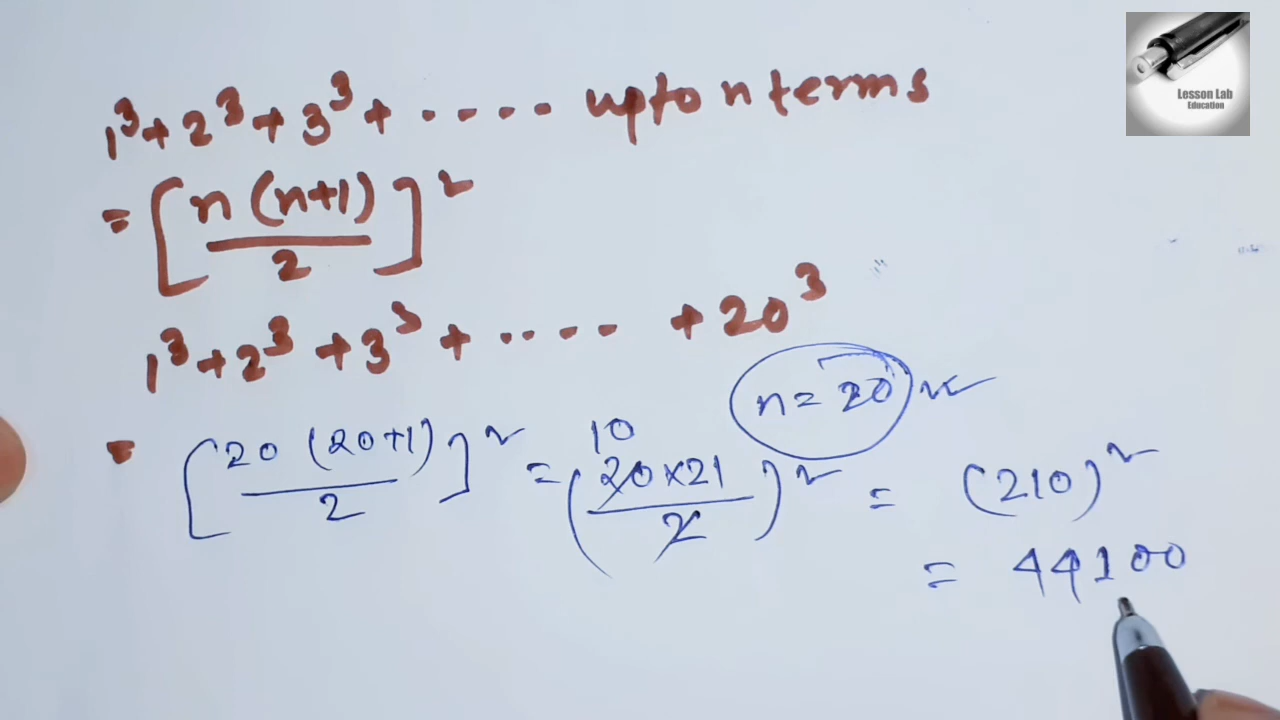 Lesson Lab
Education
1³+2³+3³+ ..... upto n terms
= [n(n+1)/2]²
1³+2³+3³+ ..... +20³
n=20
= [20(20+1)/2]² = (20×21/2)² = (210)²
10
= 44100